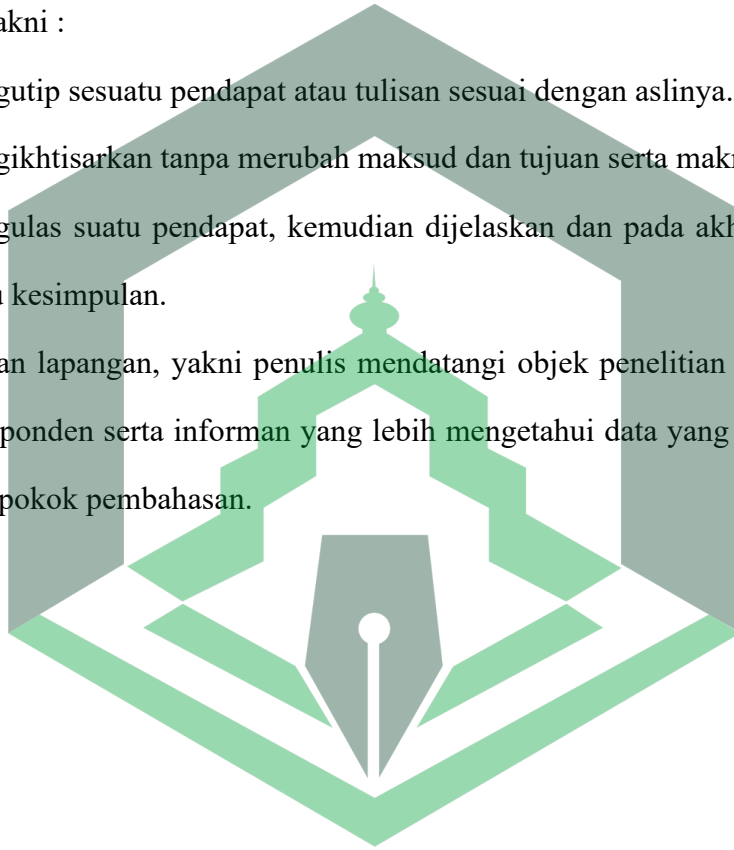 akni :
gutip sesuatu pendapat atau tulisan sesuai dengan aslinya.
gikhtisarkan tanpa merubah maksud dan tujuan serta makn
gulas suatu pendapat, kemudian dijelaskan dan pada akh
u kesimpulan.
an lapangan, yakni penulis mendatangi objek penelitian
ponden serta informan yang lebih mengetahui data yang
pokok pembahasan.